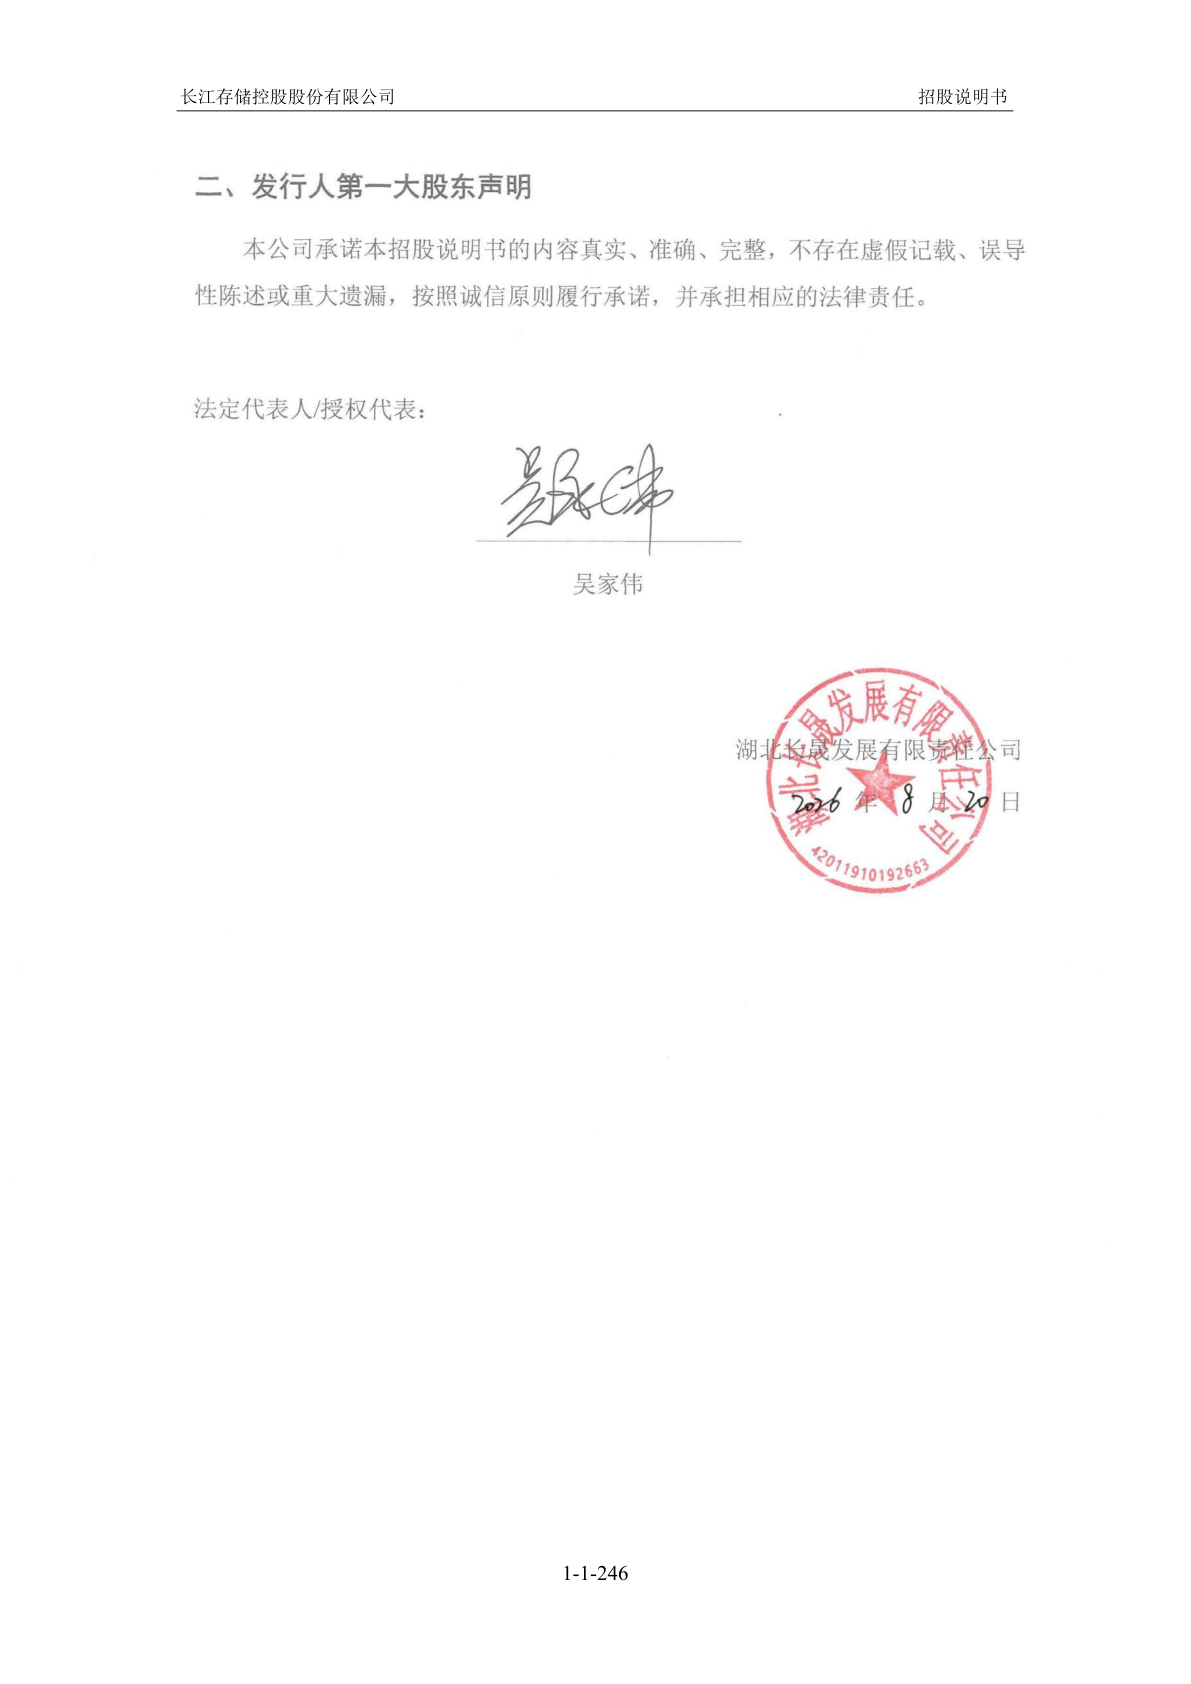 长江存储控股股份有限公司 招股说明书
二、发行人第一大股东声明
本公司承诺本招股说明书的内容真实、准确、完整，不存在虚假记载、误导
性陈述或重大遗漏，按照诚信原则履行承诺，并承担相应的法律责任。
法定代表人/授权代表：
吴家伟
吴家伟
湖北长晟发展有限责任公司
2026 年 8 月 20 日
湖北长晟发展有限责任公司
42011910192663
1-1-246